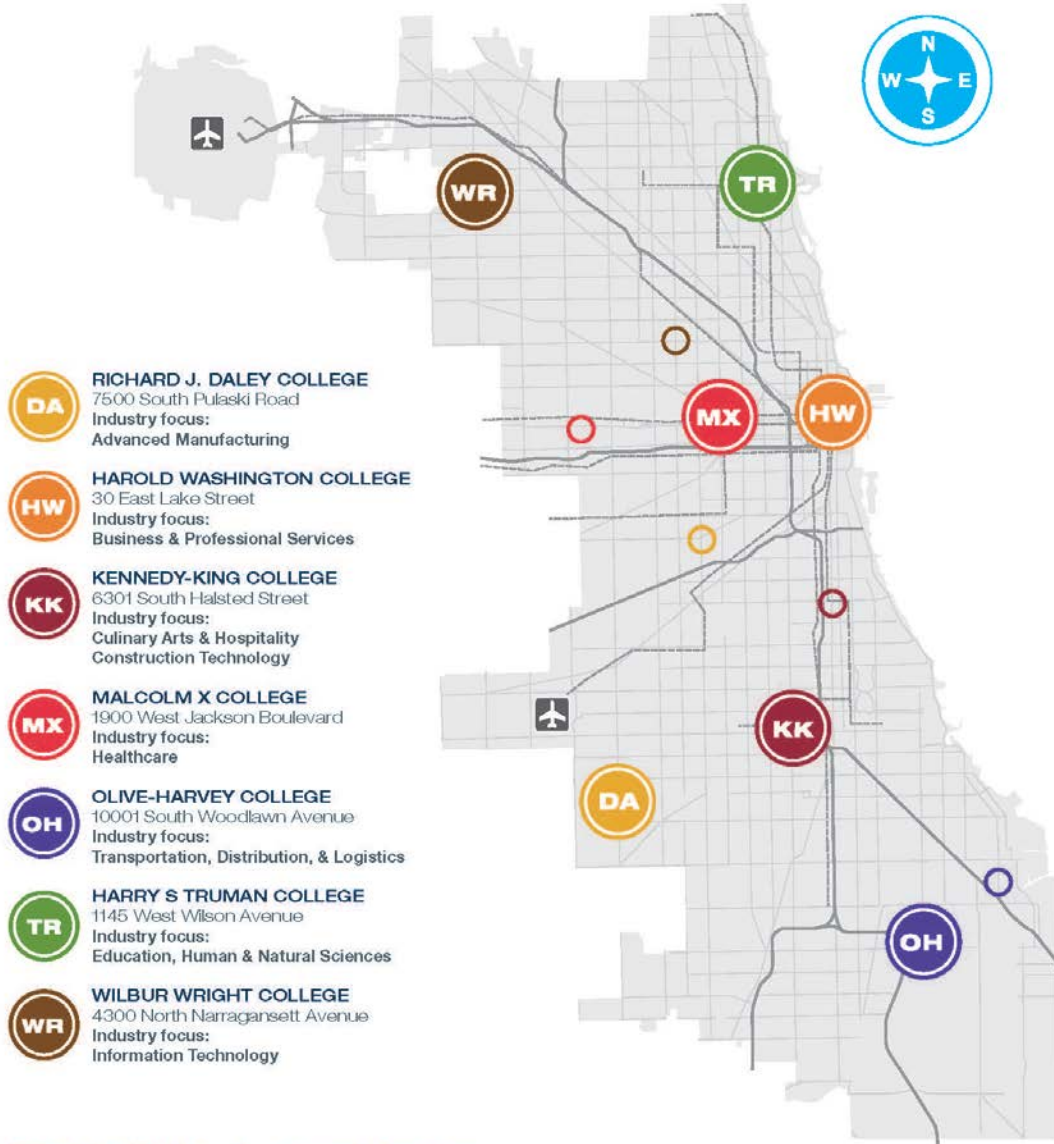 N
W
E
S
WR
TR
MX
HW
KK
DA
OH
DA
RICHARD J. DALEY COLLEGE
7500 South Pulaski Road
Industry focus:
Advanced Manufacturing
HW
HAROLD WASHINGTON COLLEGE
30 East Lake Street
Industry focus:
Business & Professional Services
KK
KENNEDY-KING COLLEGE
6301 South Halsted Street
Industry focus:
Culinary Arts & Hospitality
Construction Technology
MX
MALCOLM X COLLEGE
1900 West Jackson Boulevard
Industry focus:
Healthcare
OH
OLIVE-HARVEY COLLEGE
10001 South Woodlawn Avenue
Industry focus:
Transportation, Distribution, & Logistics
TR
HARRY S TRUMAN COLLEGE
1145 West Wilson Avenue
Industry focus:
Education, Human & Natural Sciences
WR
WILBUR WRIGHT COLLEGE
4300 North Narragansett Avenue
Industry focus:
Information Technology